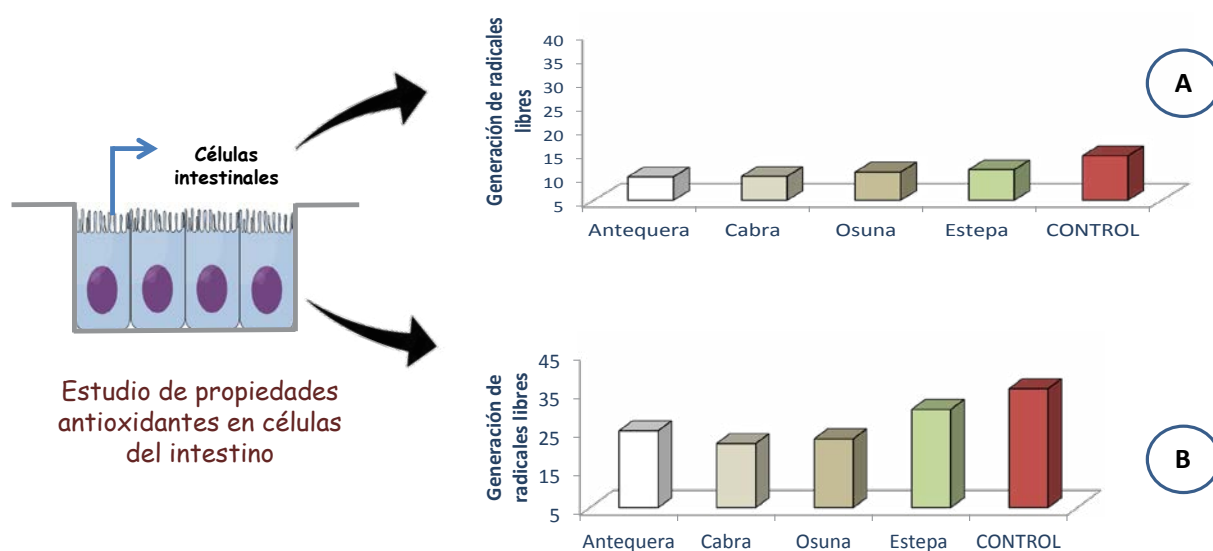 Células
intestinales
Estudio de propiedades
antioxidantes en células
del intestino
Generación de radicales
libres
40
35
30
25
20
15
10
5
Antequera Cabra Osuna Estepa CONTROL
A
Generación de
radicales libres
45
35
25
15
5
Antequera Cabra Osuna Estepa CONTROL
B